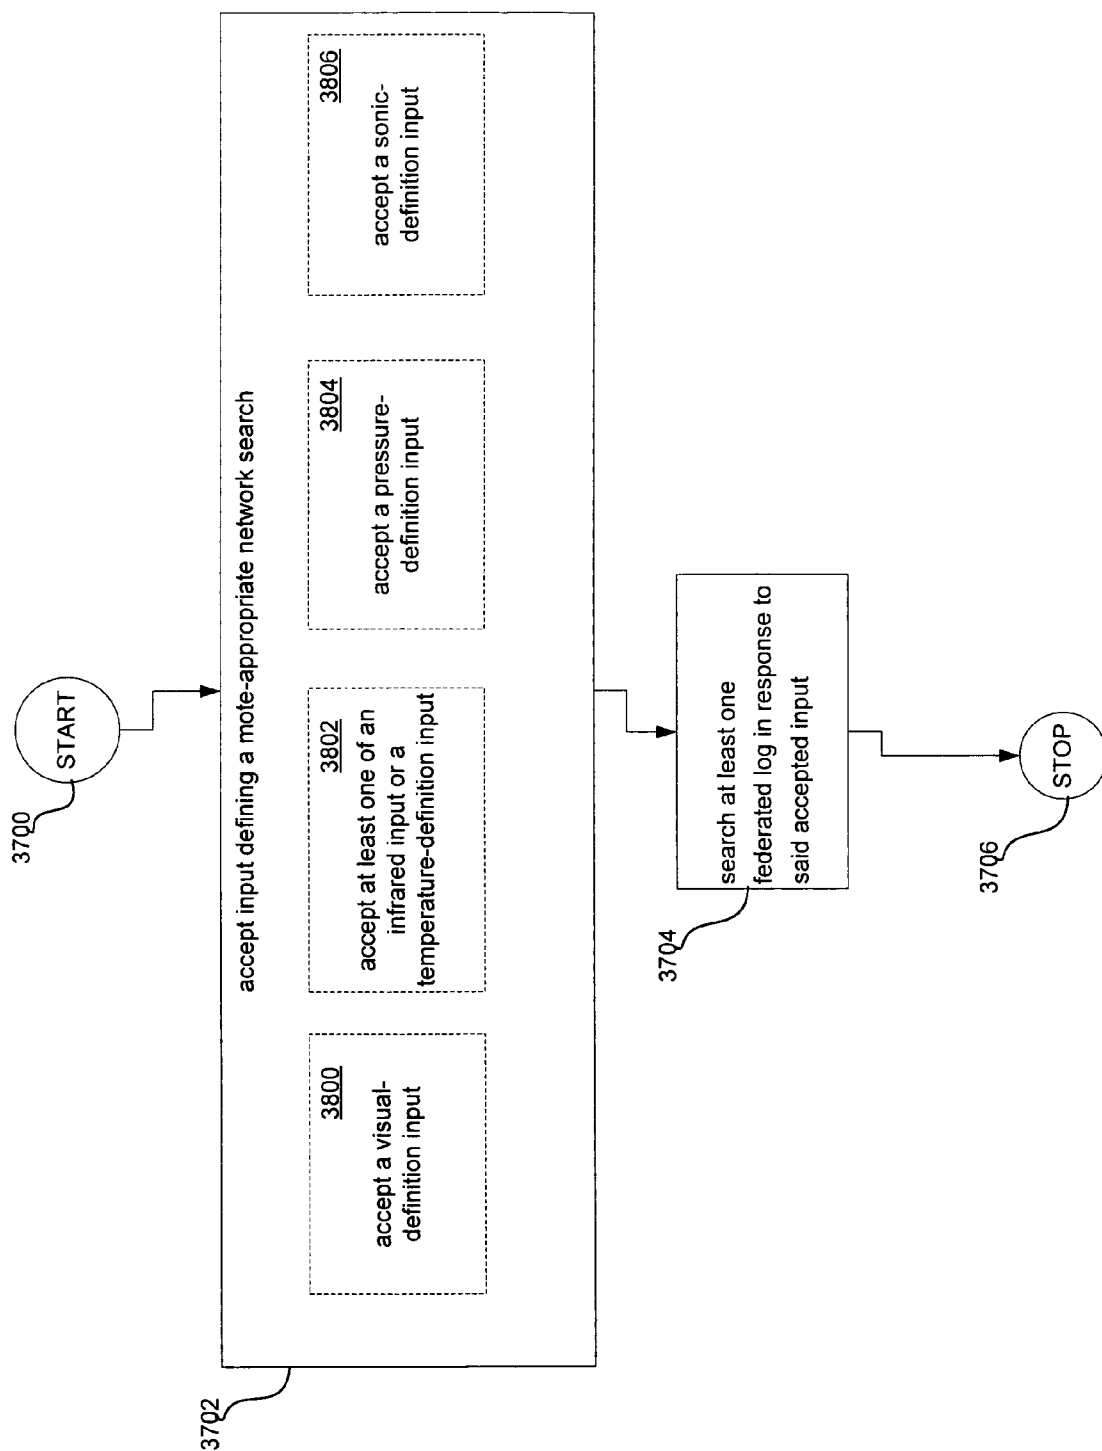 3700
START
3702
accept input defining a mote-appropriate network search
3800
accept a visual-
definition input
3802
accept at least one of an
infrared input or a
temperature-definition input
3804
accept a pressure-
definition input
3806
accept a sonic-
definition input
3704
search at least one
federated log in response to
said accepted input
3706
STOP